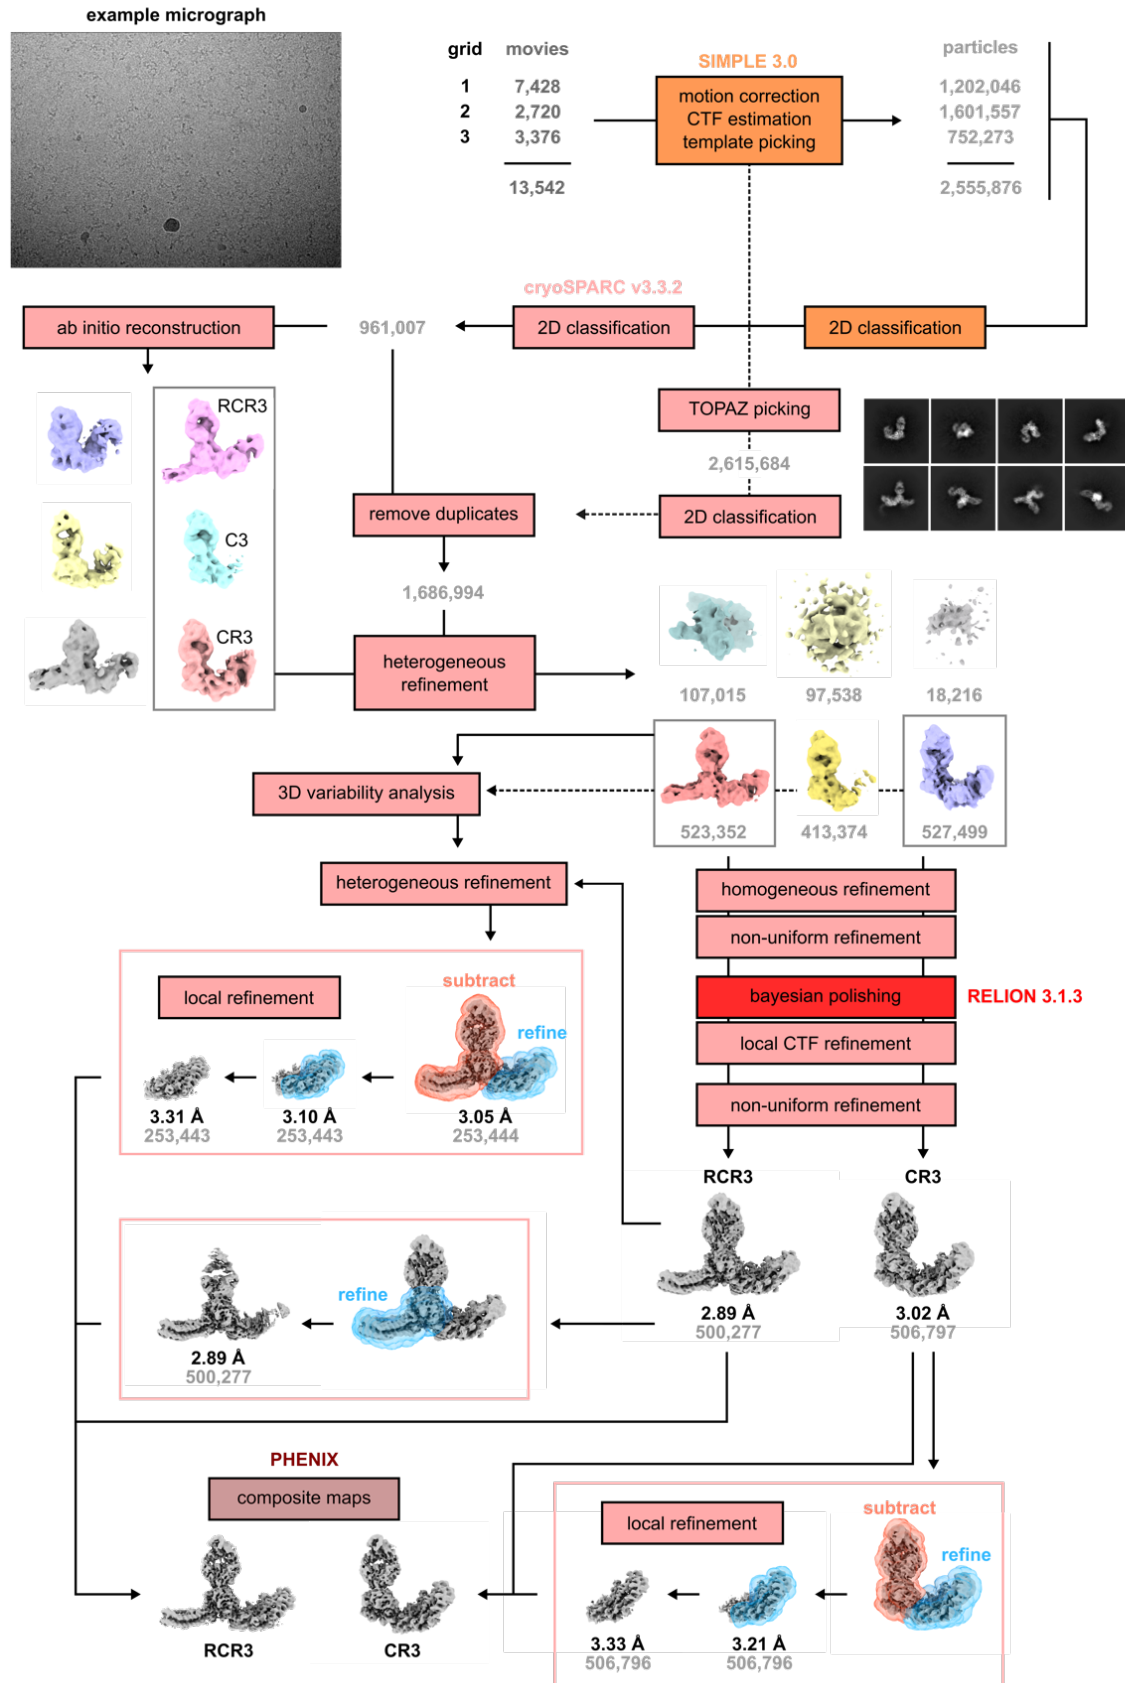 example micrograph
grid movies
1 7,428
2 2,720
3 3,376
13,542
SIMPLE 3.0
motion correction
CTF estimation
template picking
particles
1,202,046
1,601,557
752,273
2,555,876
cryoSPARC v3.3.2
ab initio reconstruction
961,007
2D classification
2D classification
RCR3
C3
CR3
TOPAZ picking
2,615,684
2D classification
remove duplicates
1,686,994
heterogeneous
refinement
107,015
97,538
18,216
523,352
413,374
527,499
3D variability analysis
heterogeneous refinement
homogeneous refinement
non-uniform refinement
bayesian polishing
RELION 3.1.3
local CTF refinement
non-uniform refinement
local refinement
subtract
refine
3.31 Å
253,443
3.10 Å
253,443
3.05 Å
253,444
RCR3
2.89 Å
500,277
CR3
3.02 Å
506,797
refine
2.89 Å
500,277
PHENIX
composite maps
RCR3
CR3
local refinement
subtract
refine
3.33 Å
506,796
3.21 Å
506,796